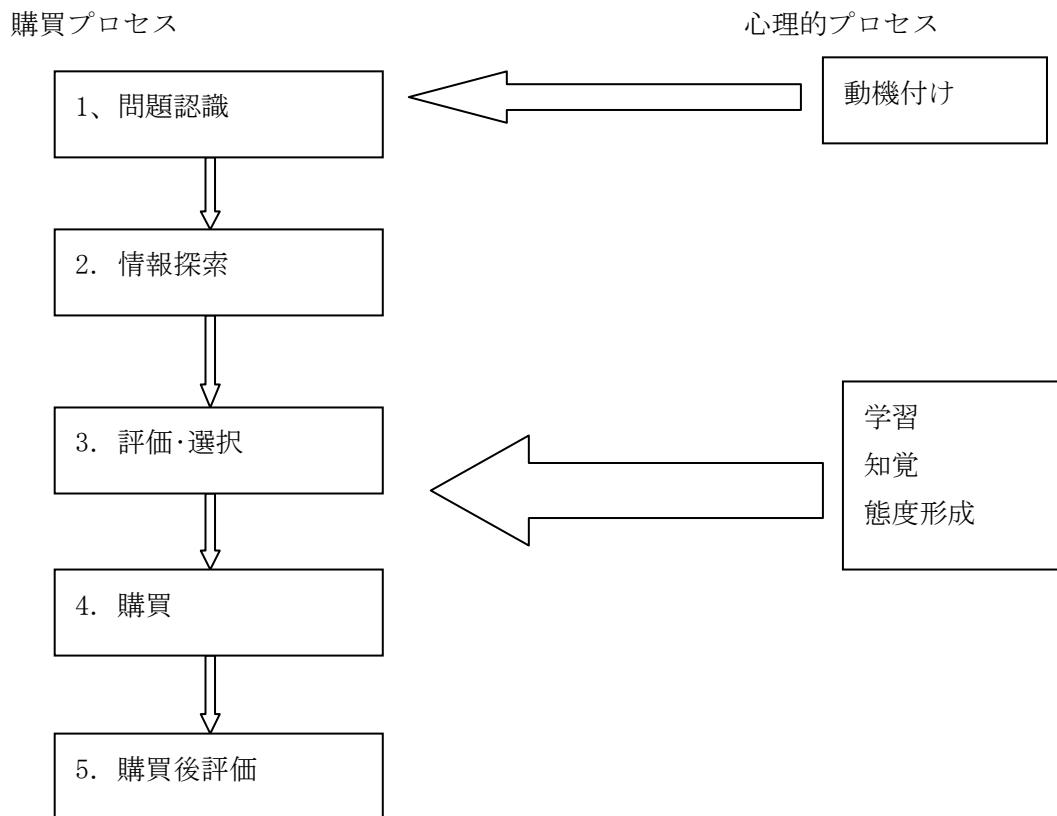 購買プロセス
心理的プロセス
1、問題認識
動機付け
2. 情報探索
3. 評価·選択
学習
知覚
態度形成
4. 購買
5. 購買後評価